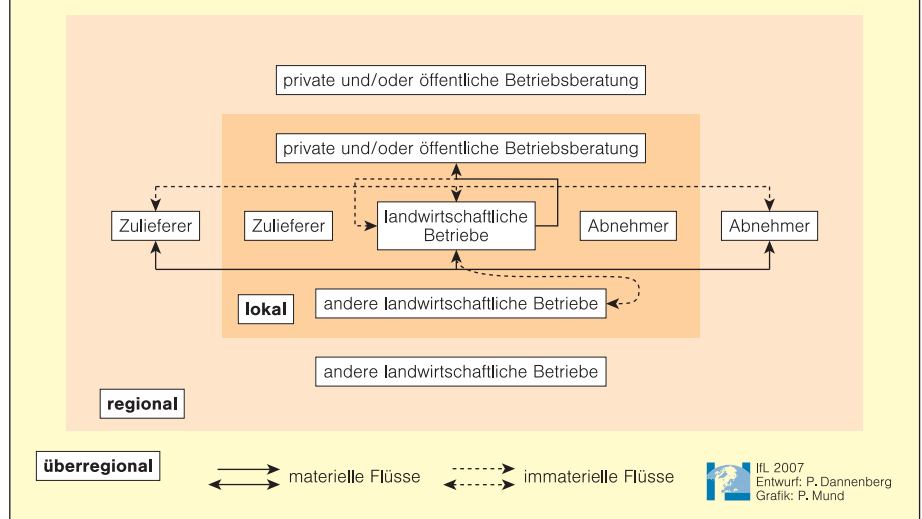 private und/oder öffentliche Betriebsberatung
private und/oder öffentliche Betriebsberatung
Zulieferer
Zulieferer
landwirtschaftliche
Betriebe
Abnehmer
Abnehmer
lokal
andere landwirtschaftliche Betriebe
andere landwirtschaftliche Betriebe
regional
überregional
materielle Flüsse
immaterielle Flüsse
IfL 2007
Entwurf: P. Dannenberg
Grafik: P. Mund